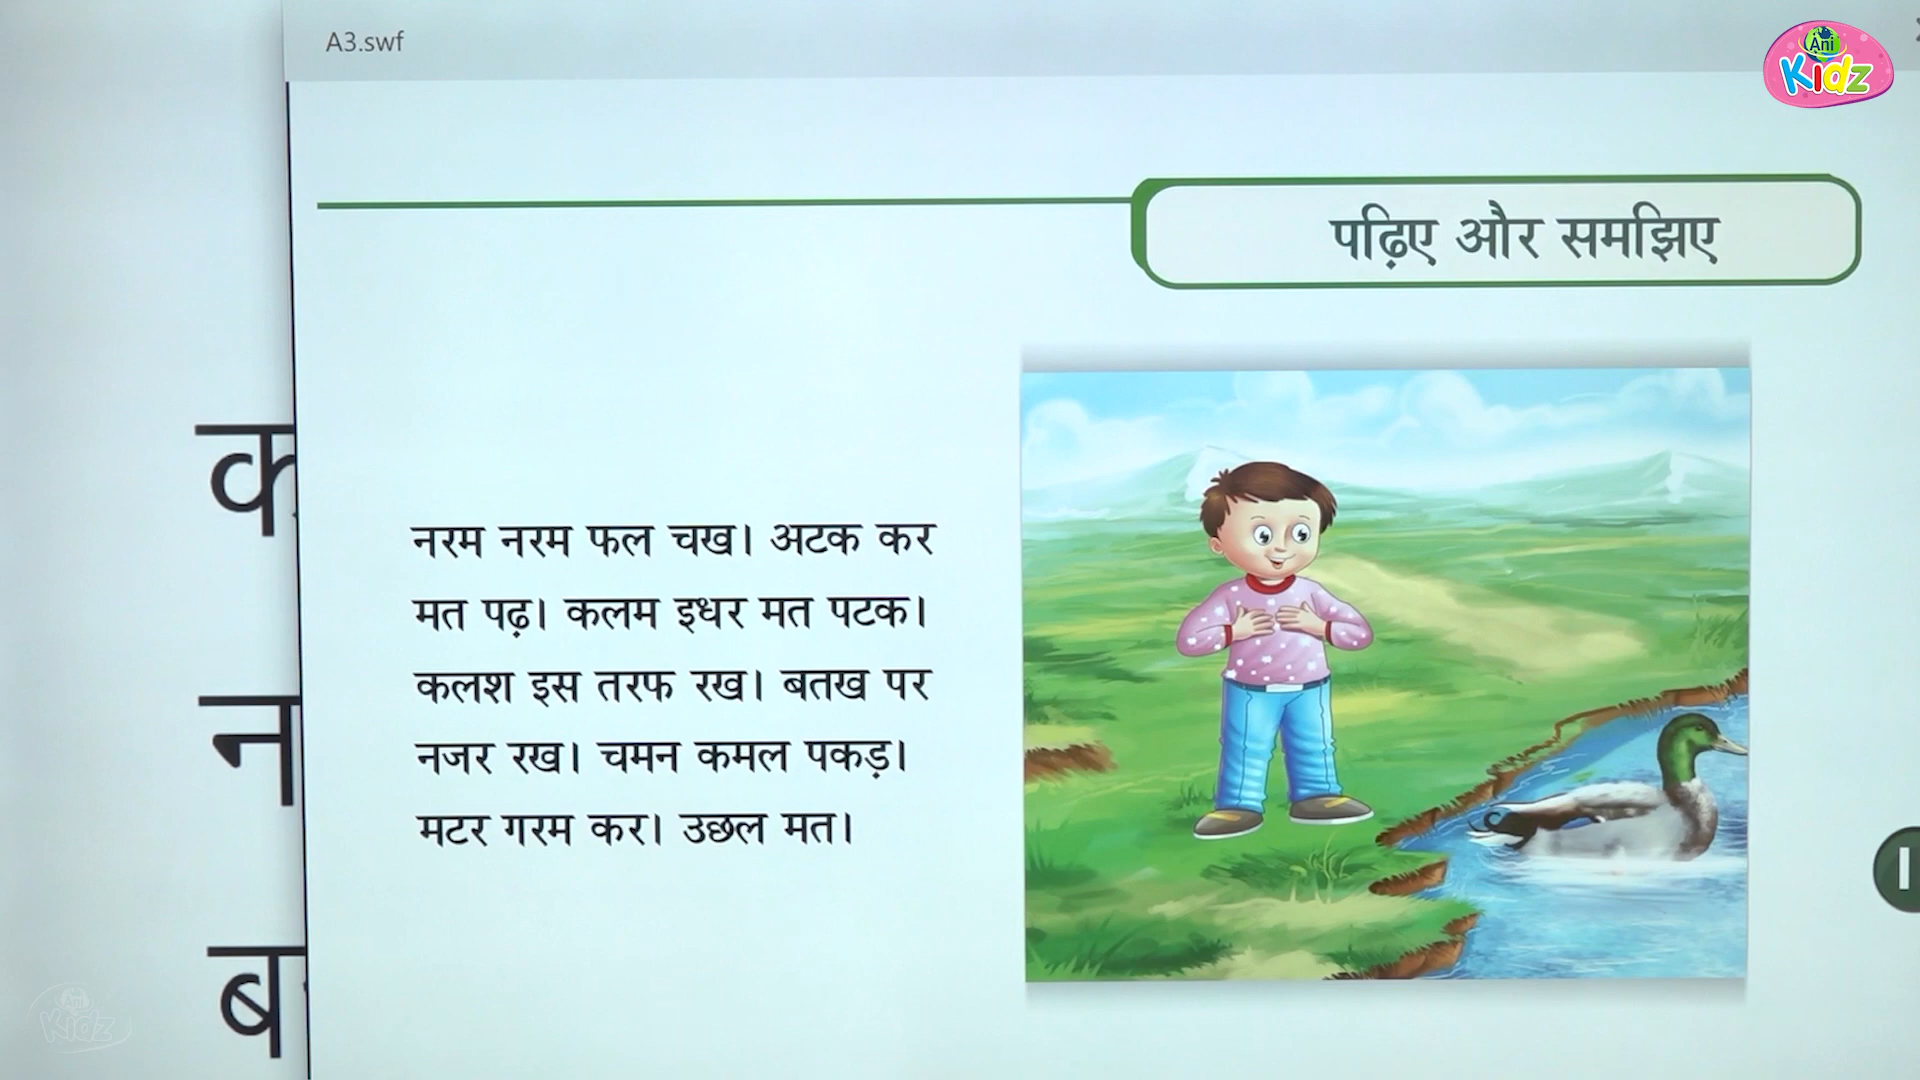 A3.swf
Ani
Kidz
पढ़िए और समझिए
नरम नरम फल चख। अटक कर
मत पढ़। कलम इधर मत पटक।
कलश इस तरफ रख। बतख पर
नजर रख। चमन कमल पकड़।
मटर गरम कर। उछल मत।
क
न
ब
Ani
Kidz